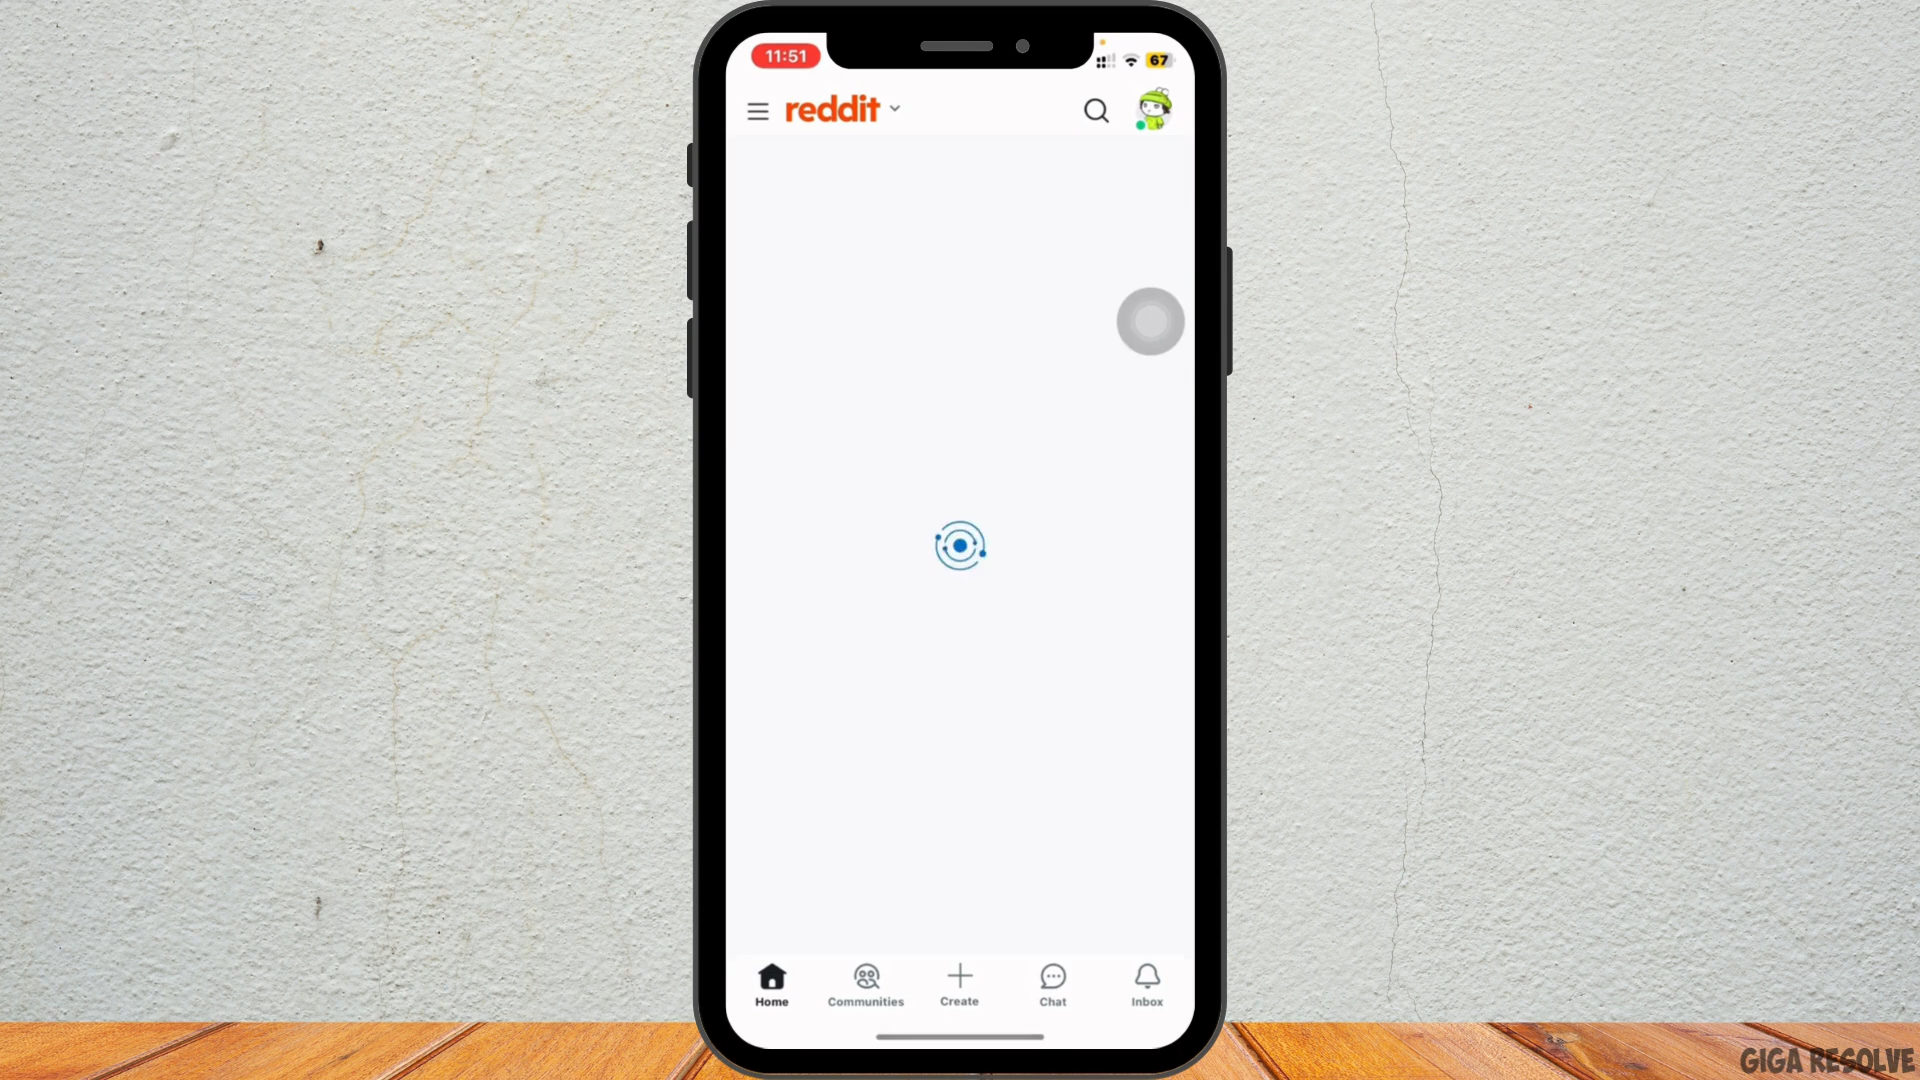 11:51
67
reddit
Home
Communities
Create
Chat
Inbox
GIGA RESOLVE